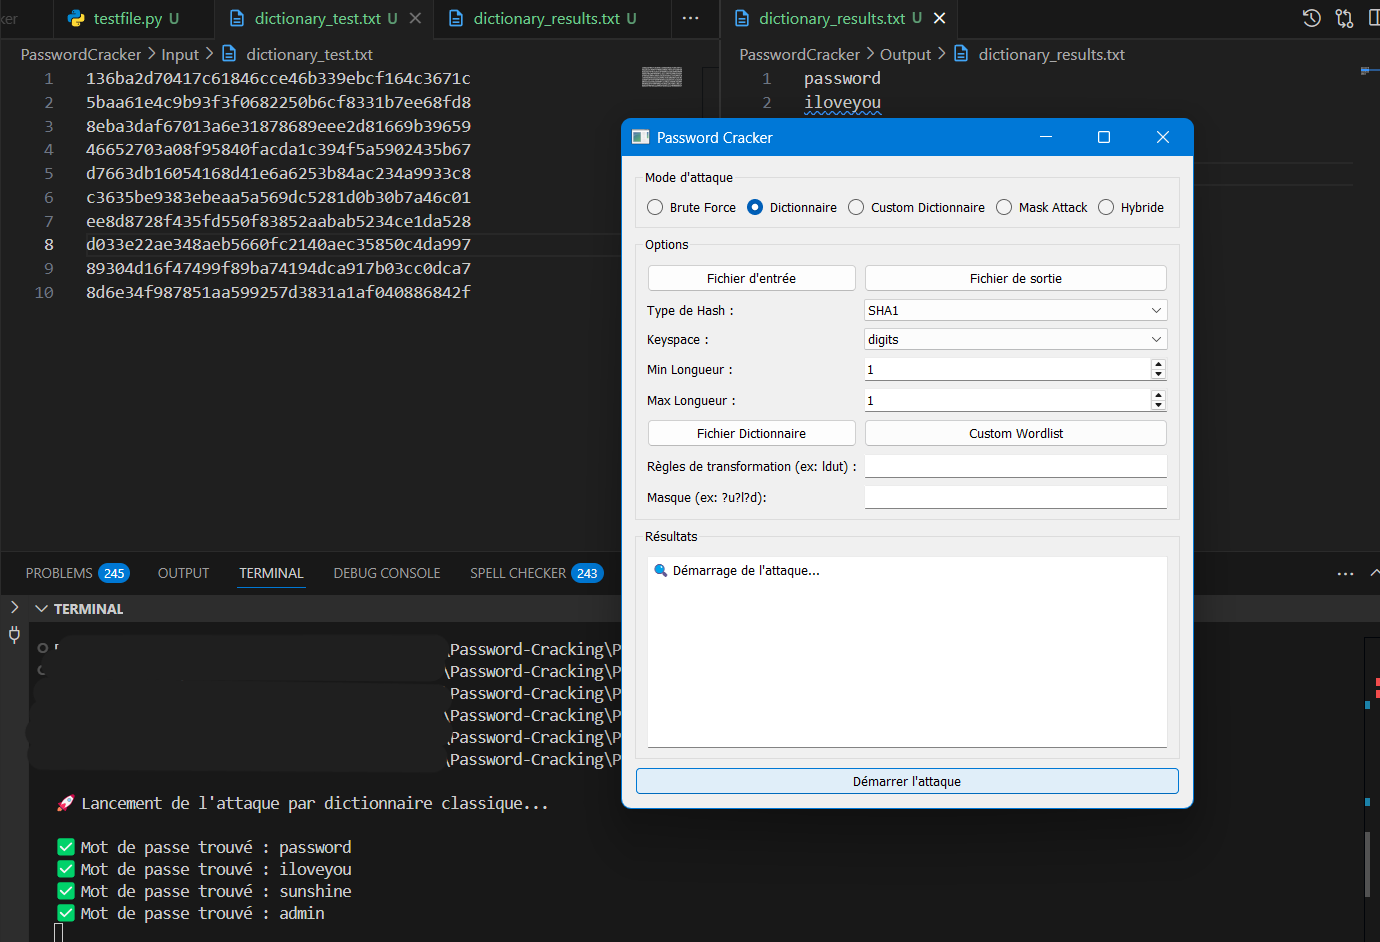 ker
testfile.py U
dictionary_test.txt U
dictionary_results.txt U
dictionary_results.txt U
PasswordCracker > Input > dictionary_test.txt
PasswordCracker > Output > dictionary_results.txt
1 136ba2d70417c61846cce46b339ebcf164c3671c
2 5baa61e4c9b93f3f0682250b6cf8331b7ee68fd8
3 8eba3daf67013a6e31878689eee2d81669b39659
4 46652703a08f95840facda1c394f5a5902435b67
5 d7663db16054168d41e6a6253b84ac234a9933c8
6 c3635be9383ebeaa5a569dc5281d0b30b7a46c01
7 ee8d8728f435fd550f83852aabab5234ce1da528
8 d033e22ae348aeb5660fc2140aec35850c4da997
9 89304d16f47499f89ba74194dca917b03cc0dca7
10 8d6e34f987851aa599257d3831a1af040886842f
1 password
2 iloveyou
Password Cracker
Mode d'attaque
Brute Force Dictionnaire Custom Dictionnaire Mask Attack Hybride
Options
Fichier d'entrée Fichier de sortie
Type de Hash : SHA1
Keyspace : digits
Min Longueur : 1
Max Longueur : 1
Fichier Dictionnaire Custom Wordlist
Règles de transformation (ex: ldut) :
Masque (ex: ?u?l?d):
Résultats
🔍 Démarrage de l'attaque...
Démarrer l'attaque
PROBLEMS 245 OUTPUT TERMINAL DEBUG CONSOLE SPELL CHECKER 243
TERMINAL
\Password-Cracking\P
\Password-Cracking\P
\Password-Cracking\P
\Password-Cracking\P
\Password-Cracking\P
\Password-Cracking\P
🚀 Lancement de l'attaque par dictionnaire classique...
✅ Mot de passe trouvé : password
✅ Mot de passe trouvé : iloveyou
✅ Mot de passe trouvé : sunshine
✅ Mot de passe trouvé : admin